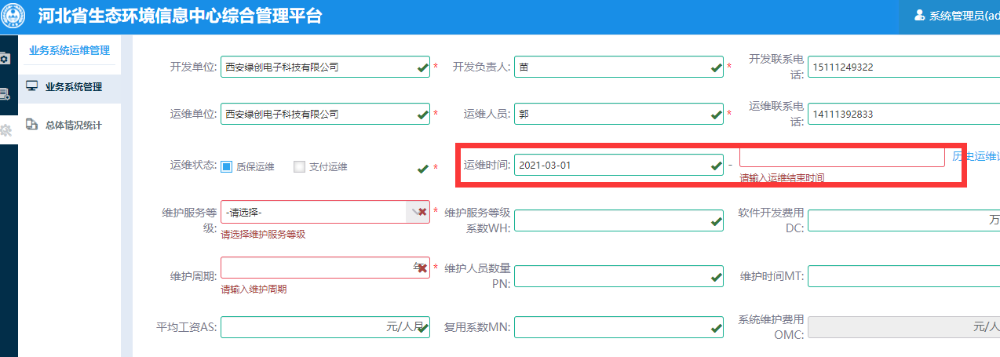 河北省生态环境信息中心综合管理平台
系统管理员(ad
业务系统运维管理
业务系统管理
总体情况统计
开发单位: 西安绿创电子科技有限公司 * 开发负责人: 苗 * 开发联系电话: 15111249322
运维单位: 西安绿创电子科技有限公司 * 运维人员: 郭 * 运维联系电话: 14111392833
运维状态: 质保运维 支付运维 * 运维时间: 2021-03-01 - 历史运维
请输入运维结束时间
维护服务等级: -请选择- * 维护服务等级系数WH: 软件开发费用DC: 万
请选择维护服务等级
维护周期: 年 * 维护人员数量PN: 维护时间MT:
请输入维护周期
平均工资AS: 元/人月 复用系数MN: 系统维护费用OMC: 元/人